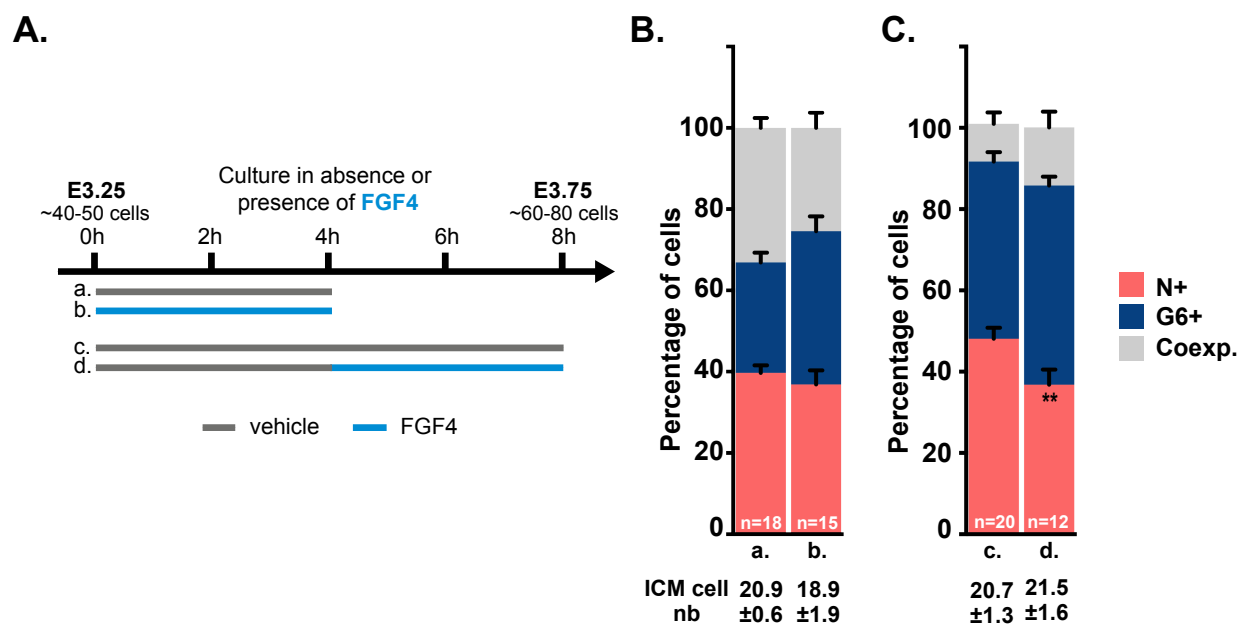 A.
E3.25
~40-50 cells
0h
Culture in absence or
presence of FGF4
2h
4h
6h
E3.75
~60-80 cells
8h
a.
b.
c.
d.
vehicle
FGF4
B.
Percentage of cells
100
80
60
40
20
0
n=18
n=15
a.
b.
ICM cell
nb
20.9
±0.6
18.9
±1.9
C.
Percentage of cells
100
80
60
40
20
0
**
n=20
n=12
c.
d.
20.7
±1.3
21.5
±1.6
N+
G6+
Coexp.